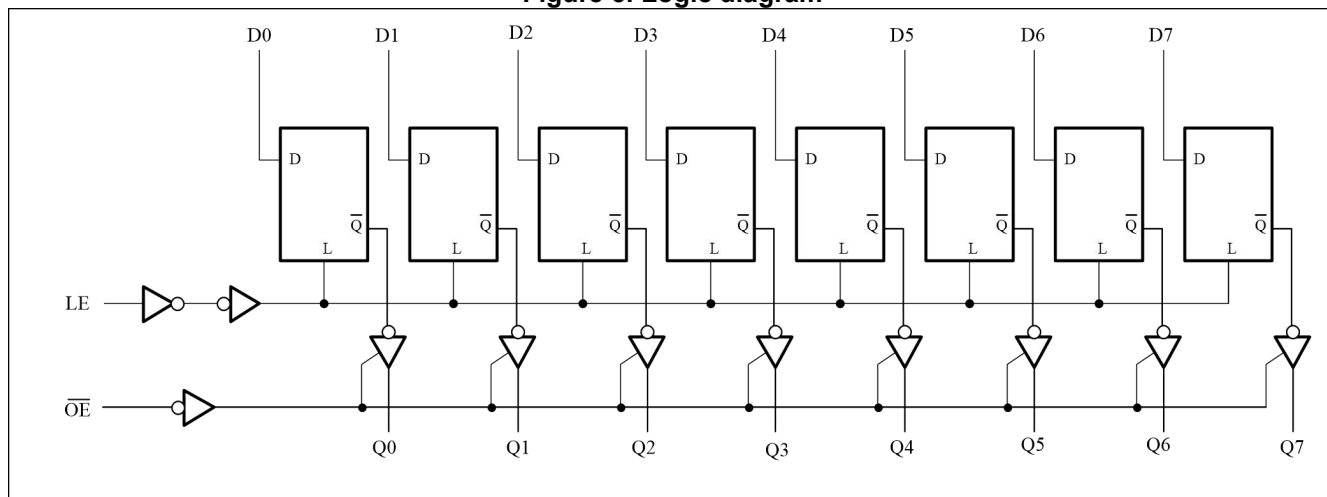 Figure 3. Logic diagram
D0 D1 D2 D3 D4 D5 D6 D7
D D D D D D D D
Q̅ Q̅ Q̅ Q̅ Q̅ Q̅ Q̅ Q̅
L L L L L L L L
LE
O̅E̅
Q0 Q1 Q2 Q3 Q4 Q5 Q6 Q7